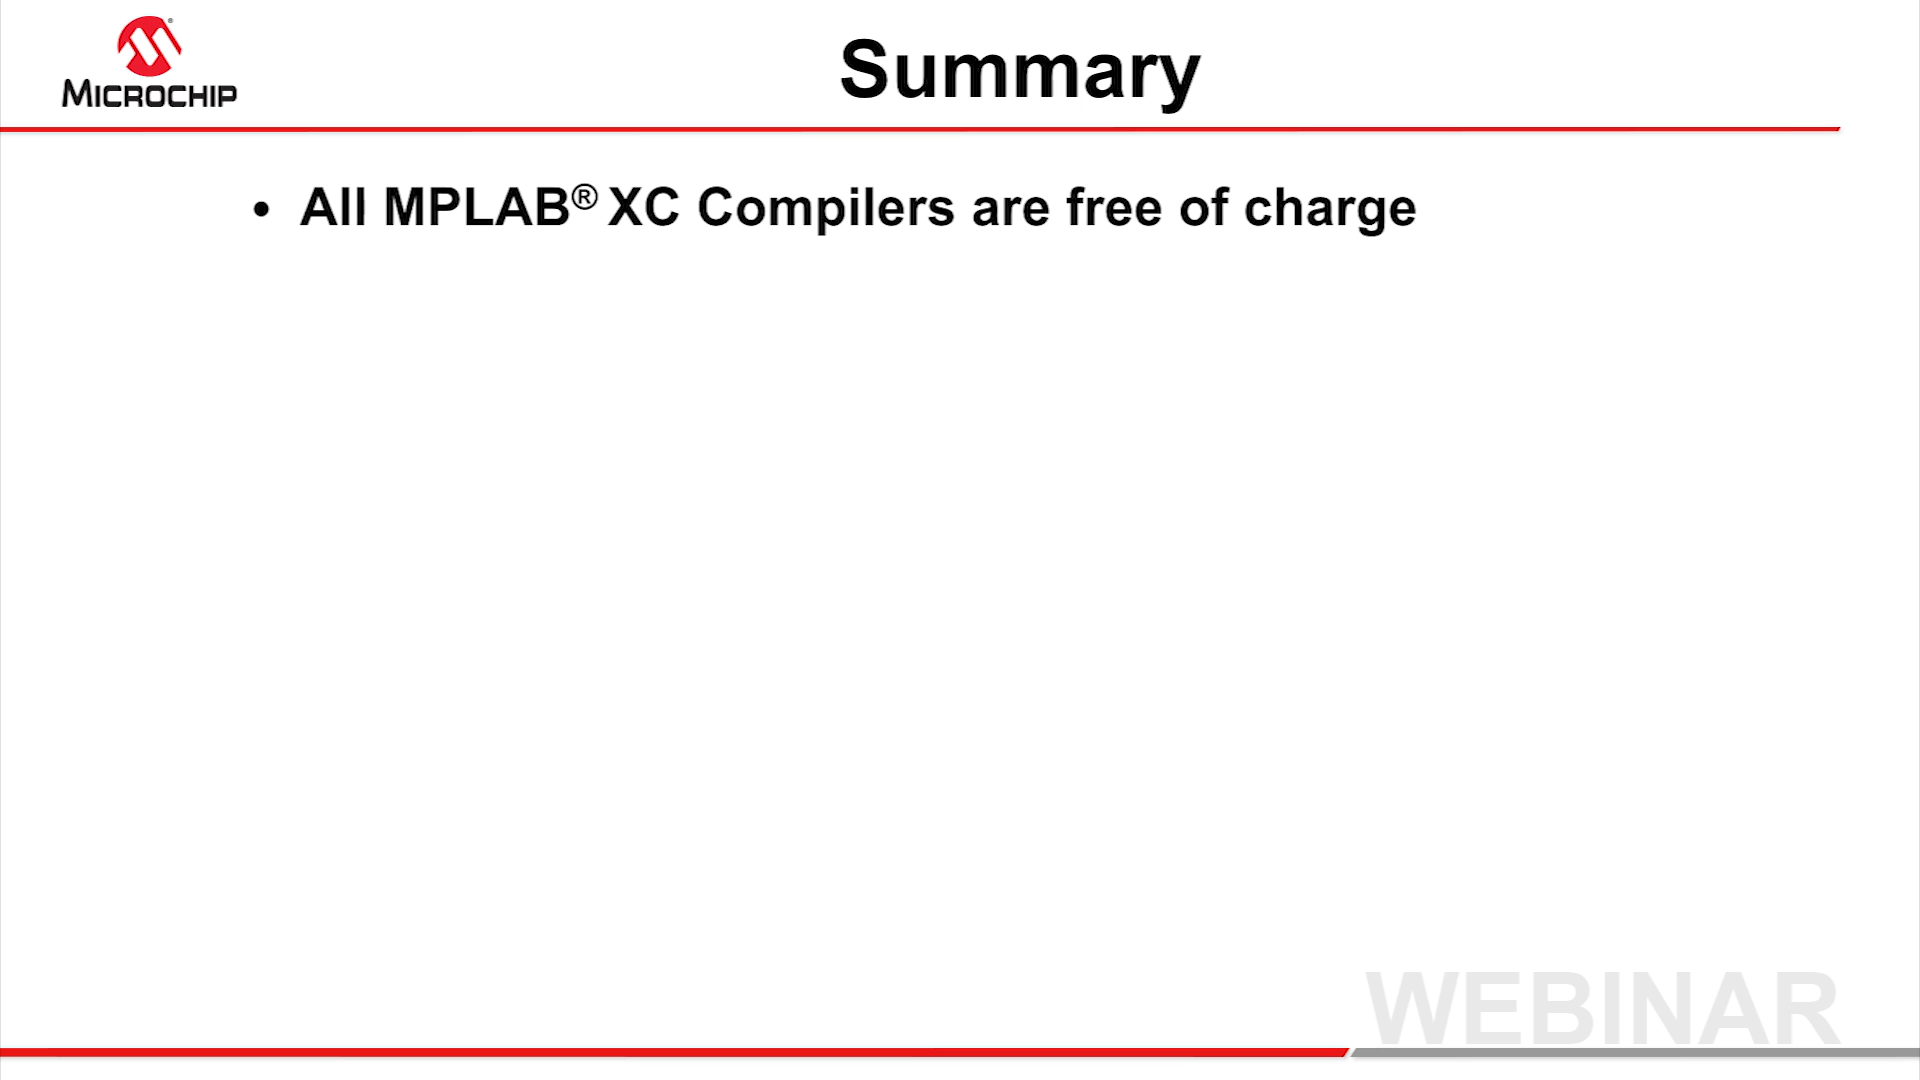 MICROCHIP
Summary
• All MPLAB® XC Compilers are free of charge
WEBINAR